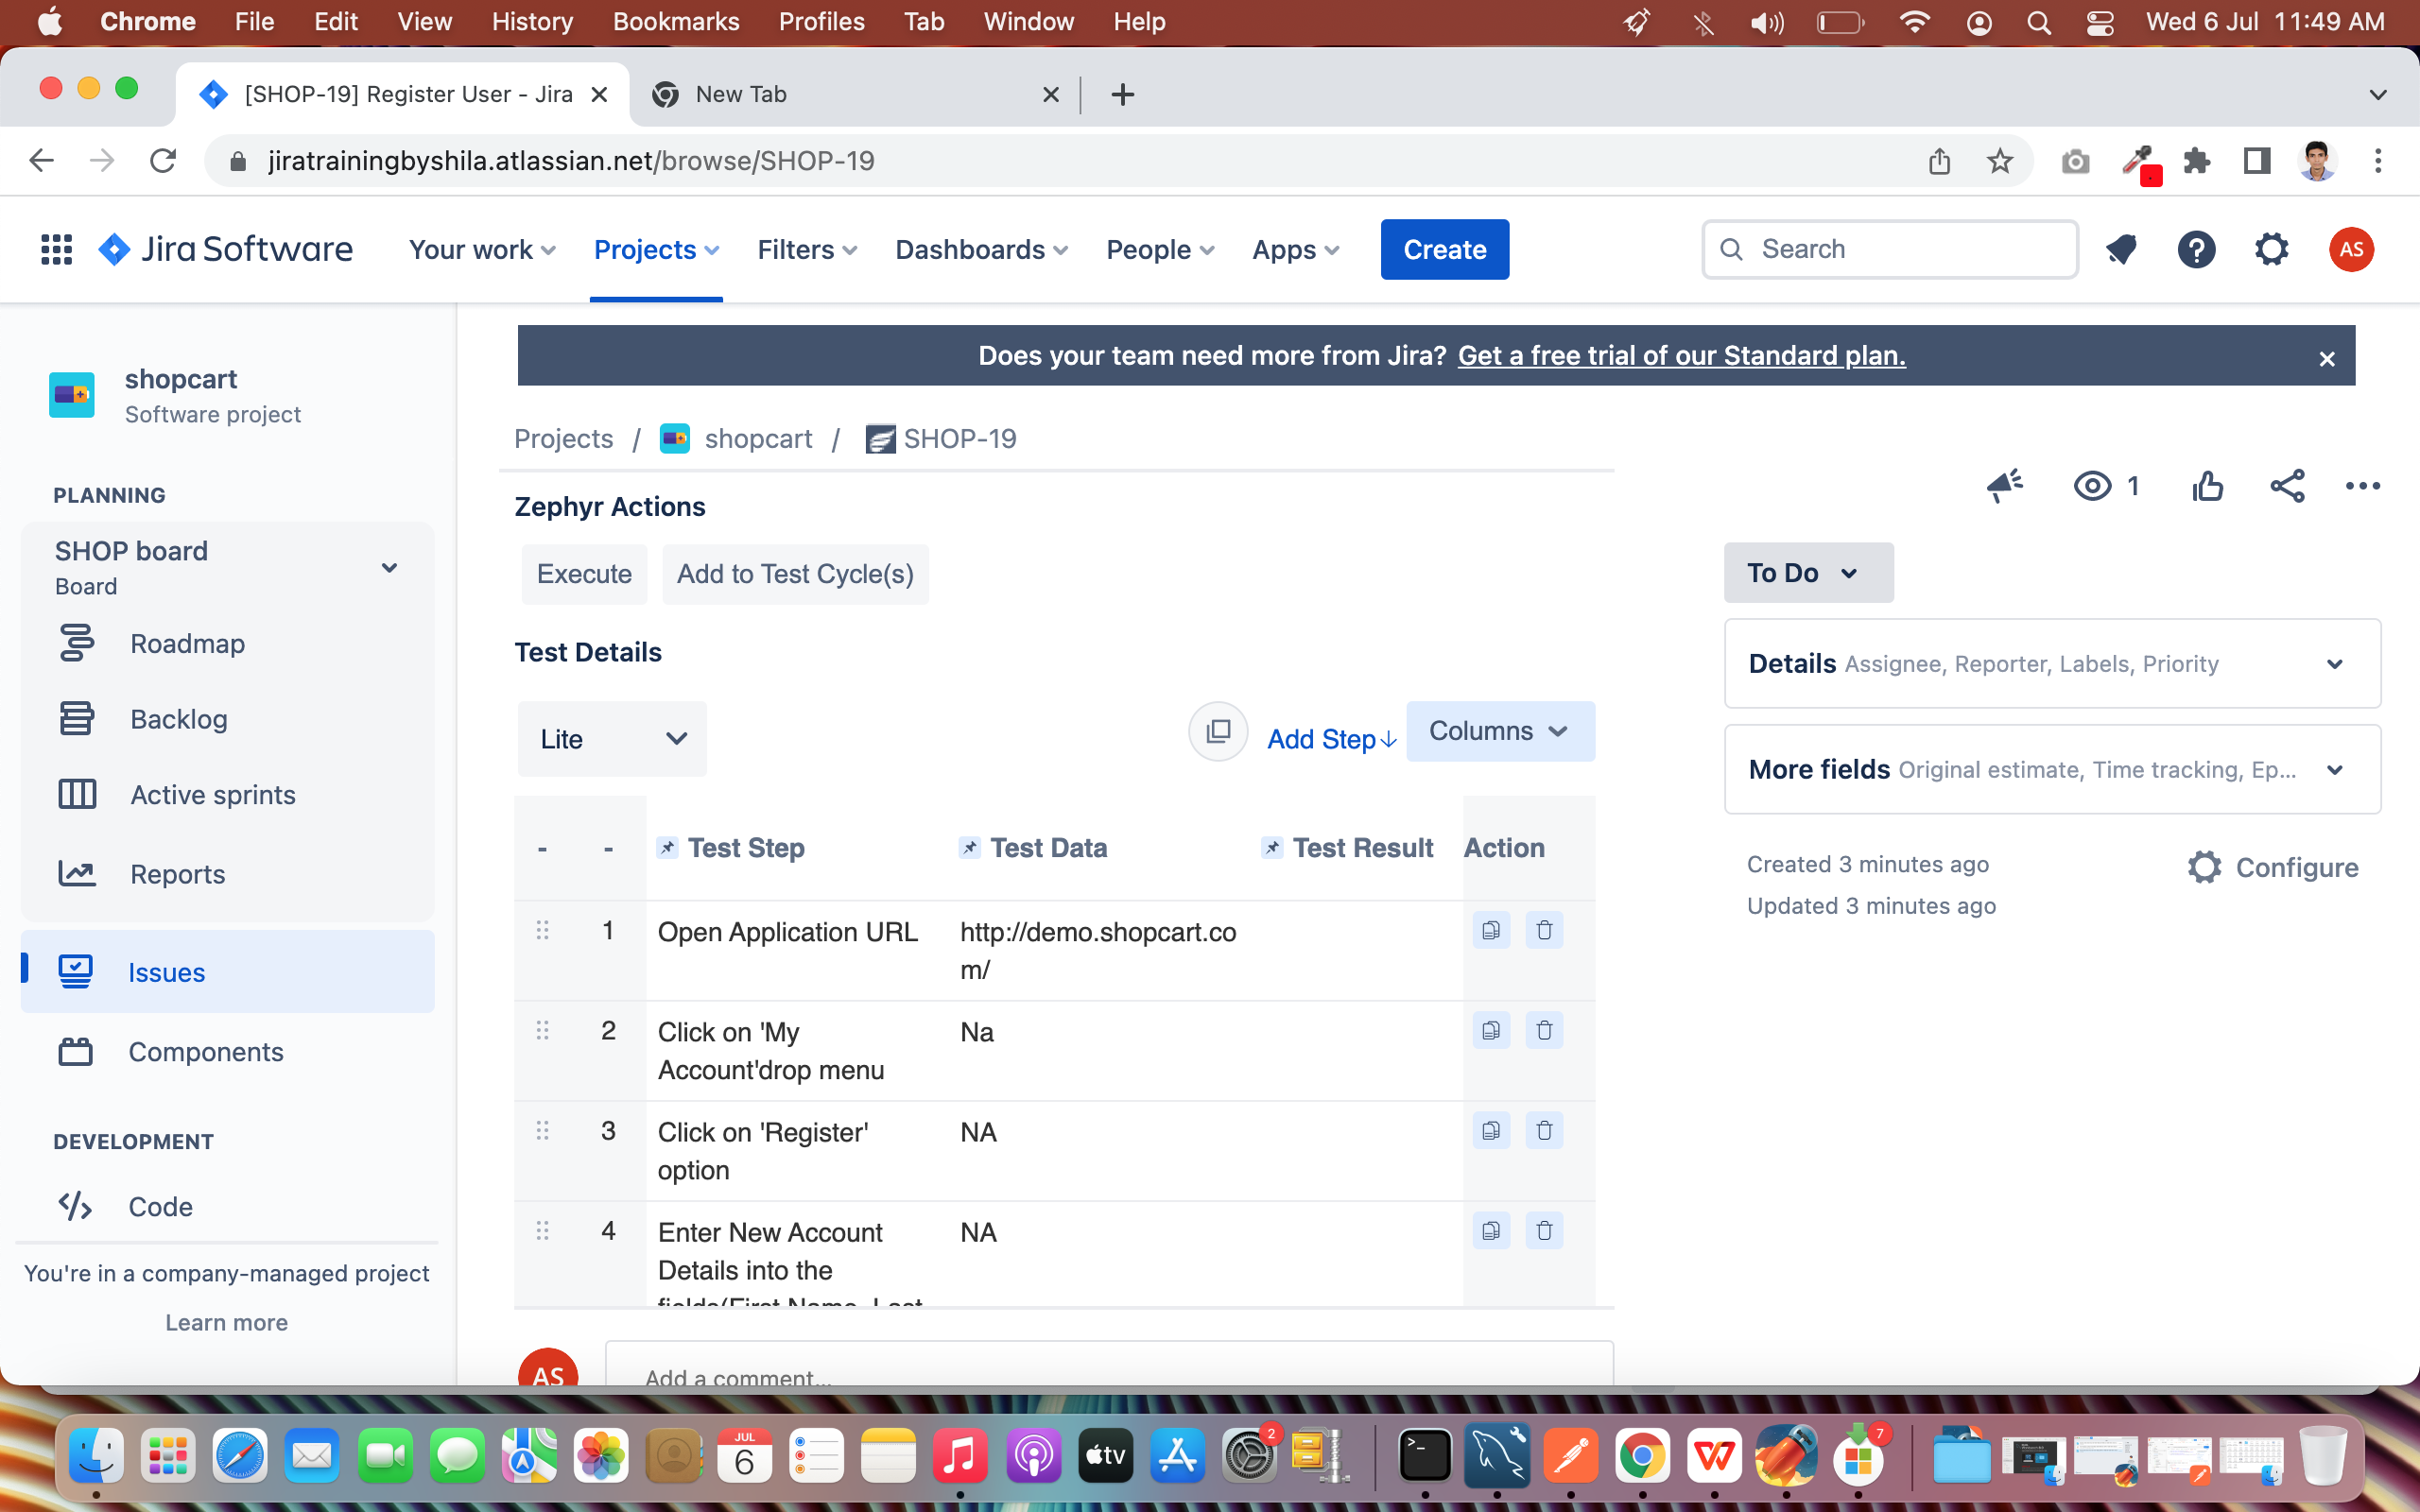 Chrome File Edit View History Bookmarks Profiles Tab Window Help Wed 6 Jul 11:49 AM
[SHOP-19] Register User - Jira New Tab
jiratrainingbyshila.atlassian.net/browse/SHOP-19
Jira Software Your work Projects Filters Dashboards People Apps Create Search AS
Does your team need more from Jira? Get a free trial of our Standard plan.
shopcart
Software project
Projects / shopcart / SHOP-19
PLANNING
Zephyr Actions
1
SHOP board
Board
Execute Add to Test Cycle(s)
To Do
Roadmap
Test Details
Details Assignee, Reporter, Labels, Priority
Backlog
Lite Add Step↓ Columns
More fields Original estimate, Time tracking, Ep...
Active sprints
- - Test Step Test Data Test Result Action
Reports
Created 3 minutes ago Configure
Updated 3 minutes ago
1 Open Application URL http://demo.shopcart.co
m/
Issues
2 Click on 'My Na
Account'drop menu
Components
3 Click on 'Register' NA
option
DEVELOPMENT
Code
4 Enter New Account NA
Details into the
fields(First Name, Last
You're in a company-managed project
Learn more
AS Add a comment...
JUL
6
tv
2
7